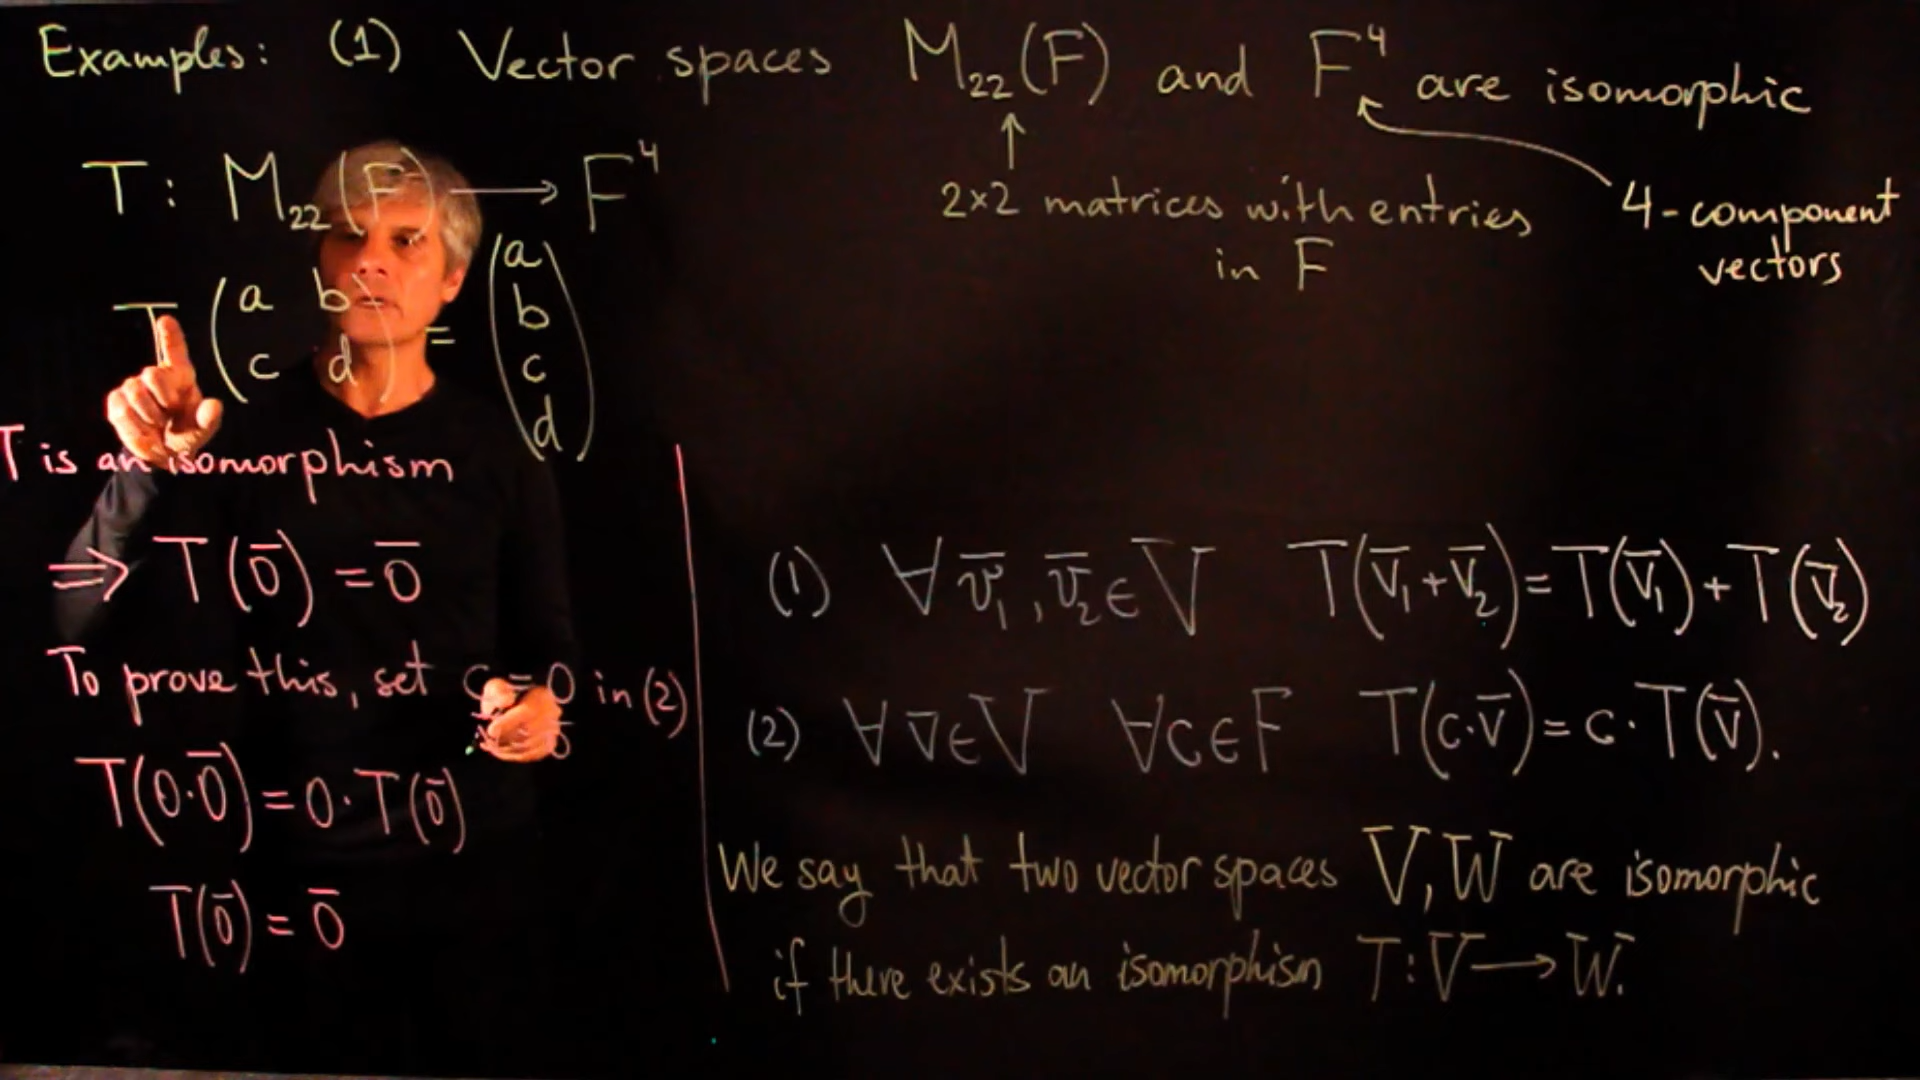 Examples: (1) Vector spaces M₂₂(F) and F⁴ are isomorphic
T : M₂₂(F) → F⁴
↑
2×2 matrices with entries
in F
4-component
vectors
T (a b
c d) = (a
b
c
d)
T is an isomorphism
⇒ T(0̄) = 0̄
To prove this, set c = 0 in (2)
T(0·0̄) = 0·T(0̄)
T(0̄) = 0̄
(1) ∀ v̄₁, v̄₂ ∈ V T(v̄₁+v̄₂) = T(v̄₁) + T(v̄₂)
(2) ∀ v̄ ∈ V ∀c ∈ F T(c·v̄) = c·T(v̄).
We say that two vector spaces V, W are isomorphic
if there exists an isomorphism T : V → W.